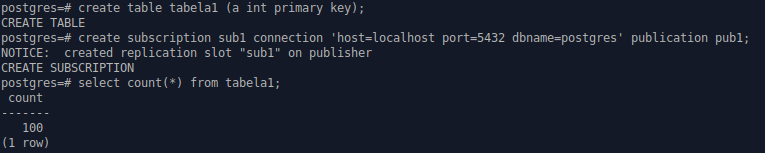 postgres=# create table tabela1 (a int primary key);
CREATE TABLE
postgres=# create subscription sub1 connection 'host=localhost port=5432 dbname=postgres' publication pub1;
NOTICE:  created replication slot "sub1" on publisher
CREATE SUBSCRIPTION
postgres=# select count(*) from tabela1;
 count
-------
   100
(1 row)